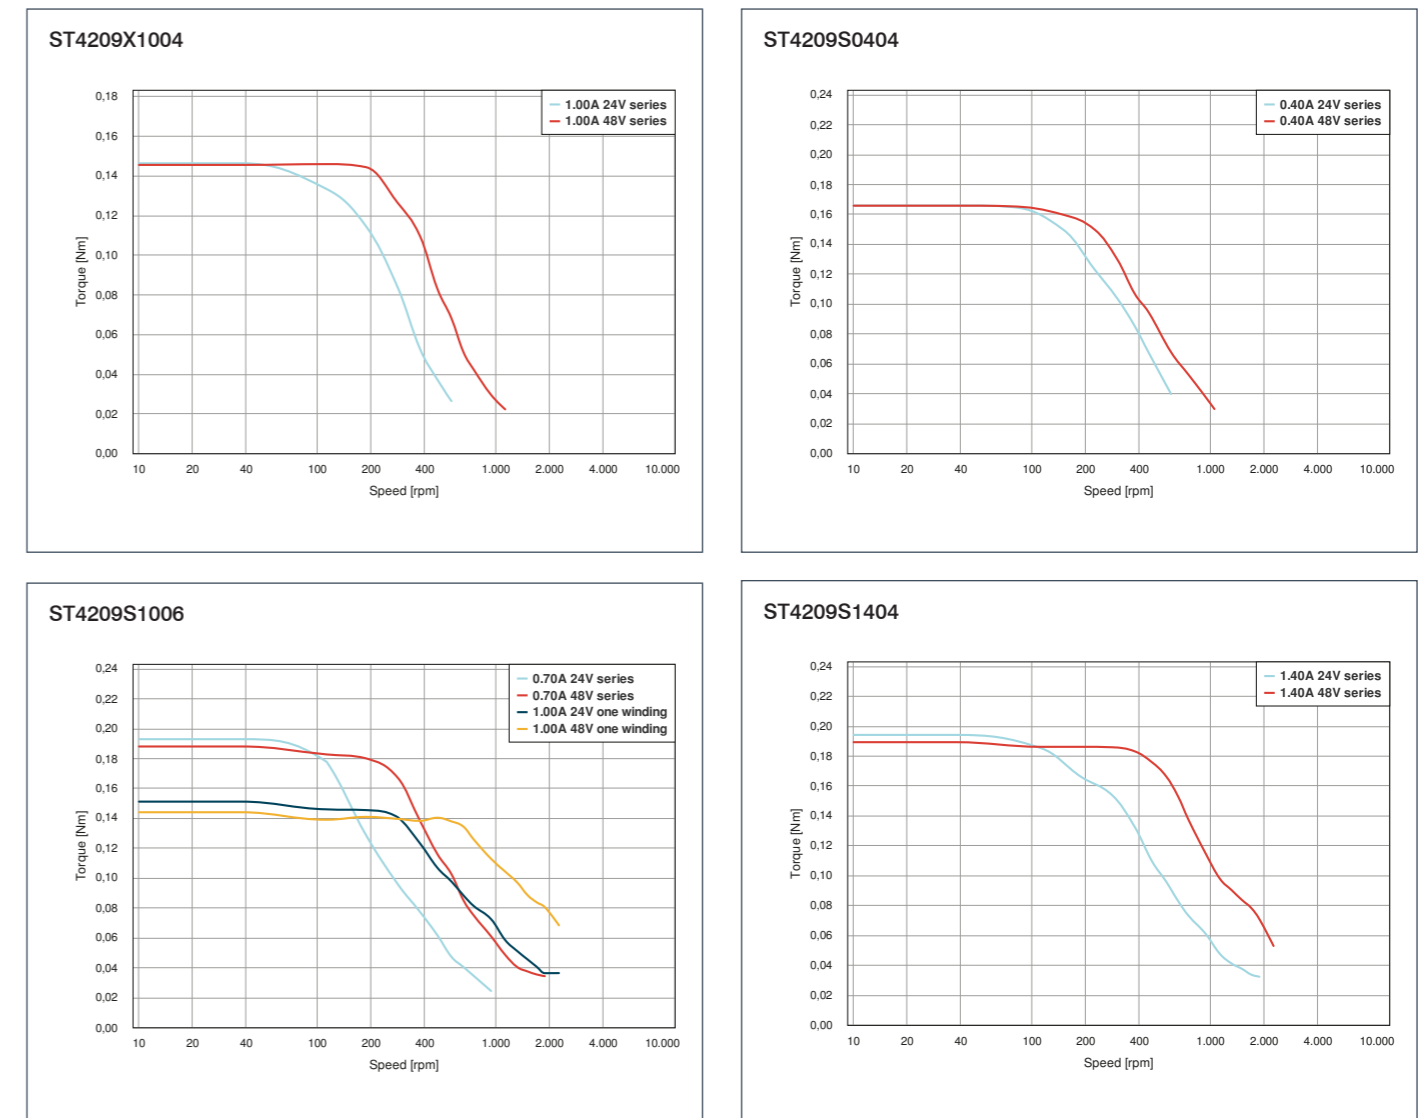 ST4209X1004
1.00A 24V series
1.00A 48V series
0,18
0,16
0,14
0,12
0,10
0,08
0,06
0,04
0,02
0,00
Torque [Nm]
10 20 40 100 200 400 1.000 2.000 4.000 10.000
Speed [rpm]
ST4209S0404
0.40A 24V series
0.40A 48V series
0,24
0,22
0,20
0,18
0,16
0,14
0,12
0,10
0,08
0,06
0,04
0,02
0,00
Torque [Nm]
10 20 40 100 200 400 1.000 2.000 4.000 10.000
Speed [rpm]
ST4209S1006
0.70A 24V series
0.70A 48V series
1.00A 24V one winding
1.00A 48V one winding
0,24
0,22
0,20
0,18
0,16
0,14
0,12
0,10
0,08
0,06
0,04
0,02
0,00
Torque [Nm]
10 20 40 100 200 400 1.000 2.000 4.000 10.000
Speed [rpm]
ST4209S1404
1.40A 24V series
1.40A 48V series
0,24
0,22
0,20
0,18
0,16
0,14
0,12
0,10
0,08
0,06
0,04
0,02
0,00
Torque [Nm]
10 20 40 100 200 400 1.000 2.000 4.000 10.000
Speed [rpm]